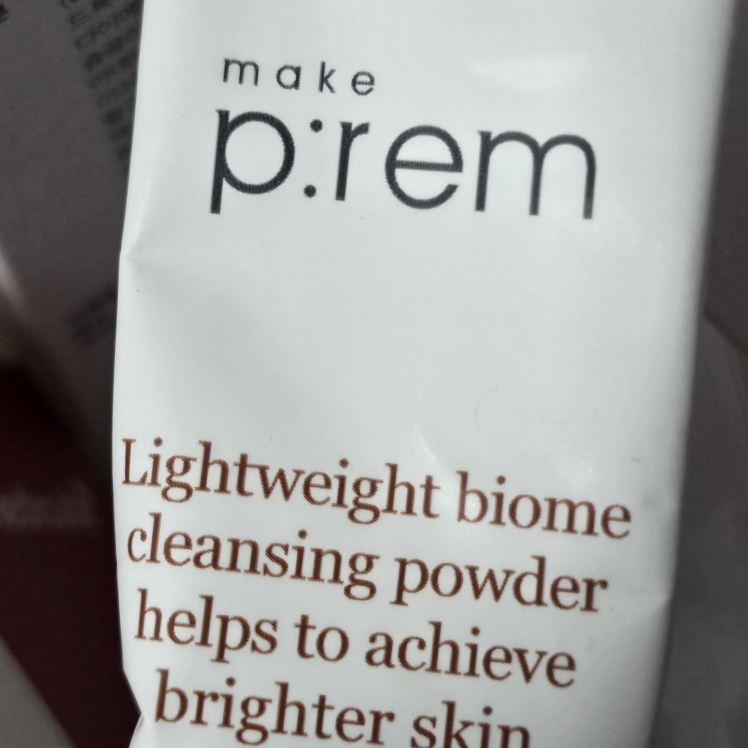 make
p:rem
Lightweight biome
cleansing powder
helps to achieve
brighter skin